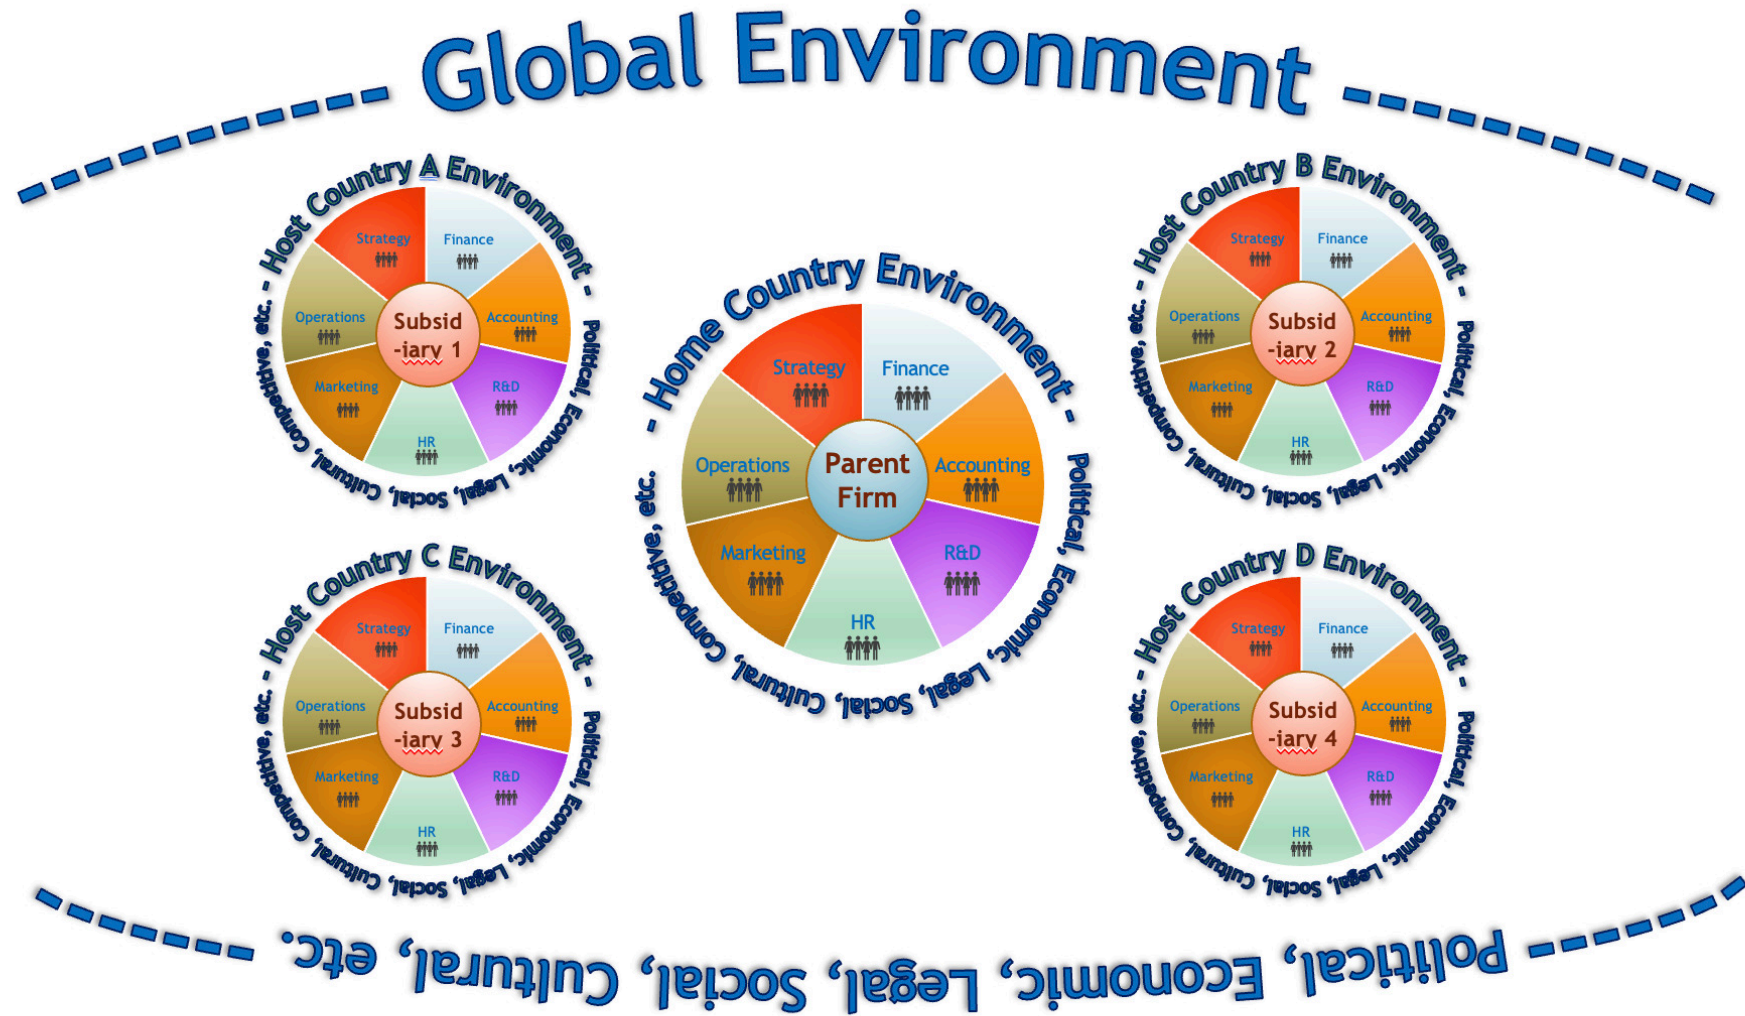 Global Environment
- Host Country A Environment -
Strategy
Finance
Operations
Accounting
Subsid
-iary 1
Marketing
R&D
HR
Political, Economic, Legal, Social, Cultural, Competitive, etc.
- Host Country B Environment -
Strategy
Finance
Operations
Accounting
Subsid
-iary 2
Marketing
R&D
HR
Political, Economic, Legal, Social, Cultural, Competitive, etc.
- Home Country Environment -
Strategy
Finance
Operations
Accounting
Parent
Firm
Marketing
R&D
HR
Political, Economic, Legal, Social, Cultural, Competitive, etc.
- Host Country C Environment -
Strategy
Finance
Operations
Accounting
Subsid
-iary 3
Marketing
R&D
HR
Political, Economic, Legal, Social, Cultural, Competitive, etc.
- Host Country D Environment -
Strategy
Finance
Operations
Accounting
Subsid
-iary 4
Marketing
R&D
HR
Political, Economic, Legal, Social, Cultural, Competitive, etc.
Political, Economic, Legal, Social, Cultural, etc.